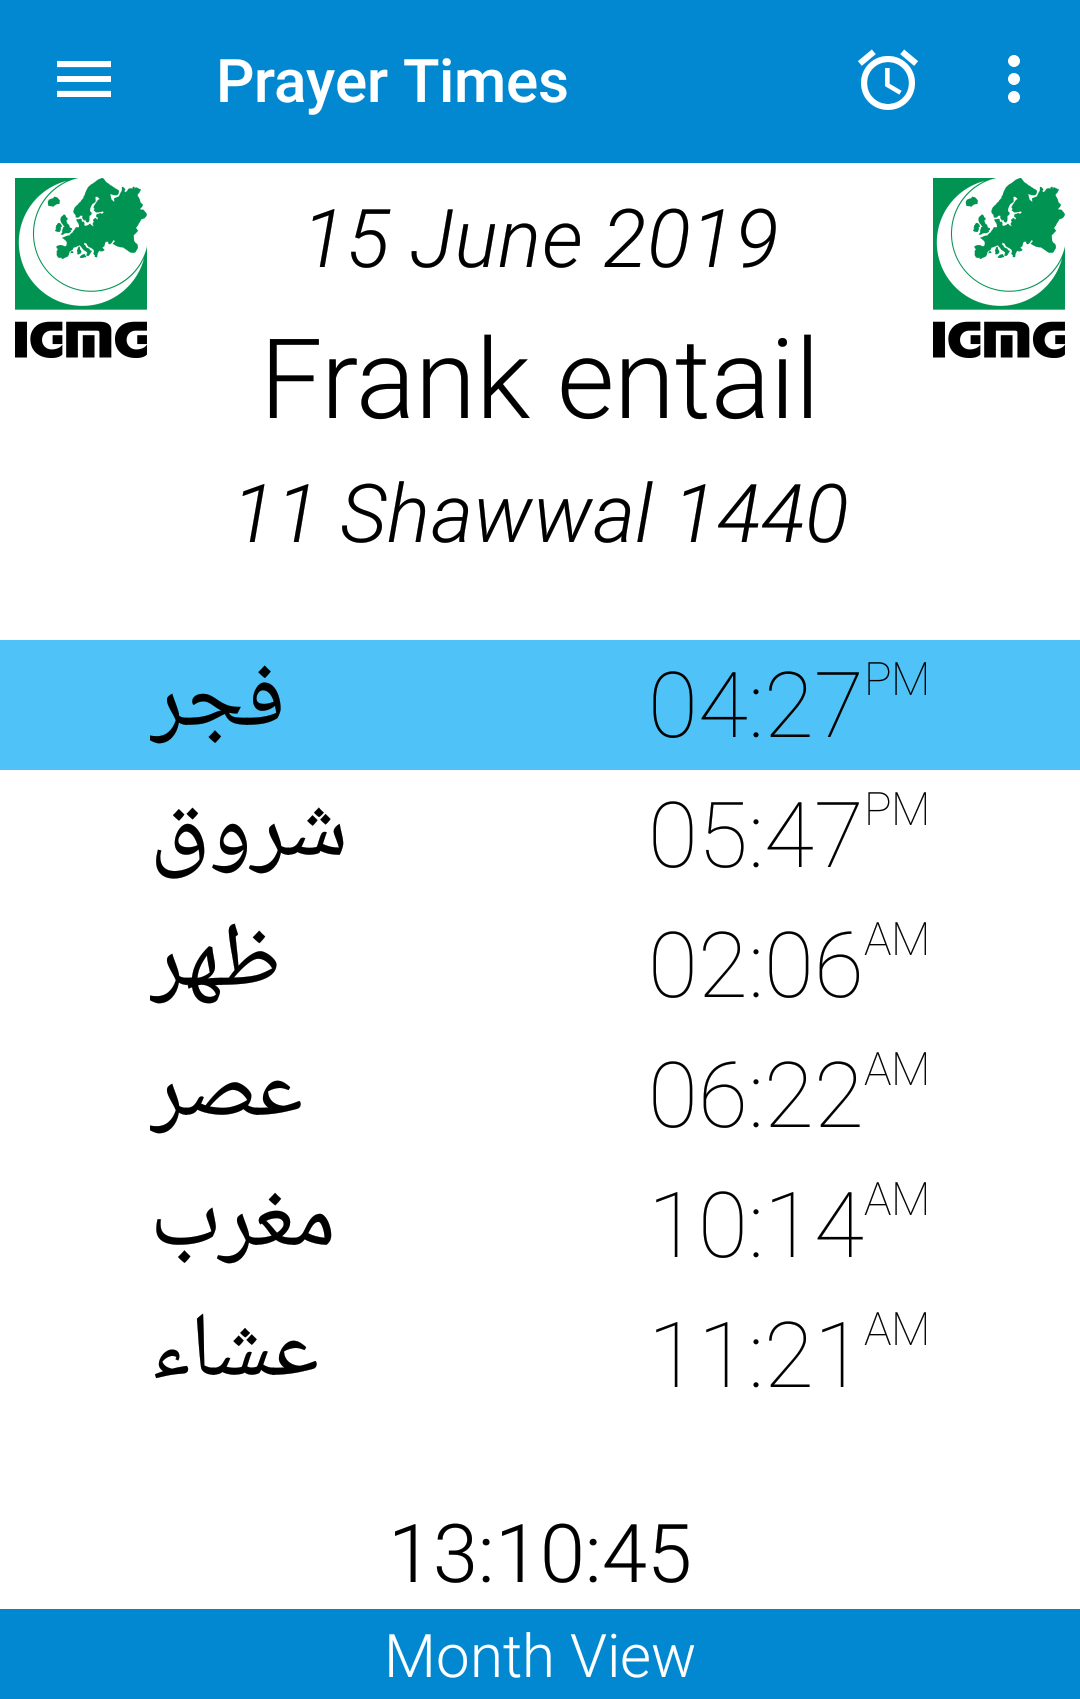 Prayer Times
15 June 2019
IGMG
IGMG
Frank entail
11 Shawwal 1440
فجر 04:27 PM
شروق 05:47 PM
ظهر 02:06 AM
عصر 06:22 AM
مغرب 10:14 AM
عشاء 11:21 AM
13:10:45
Month View